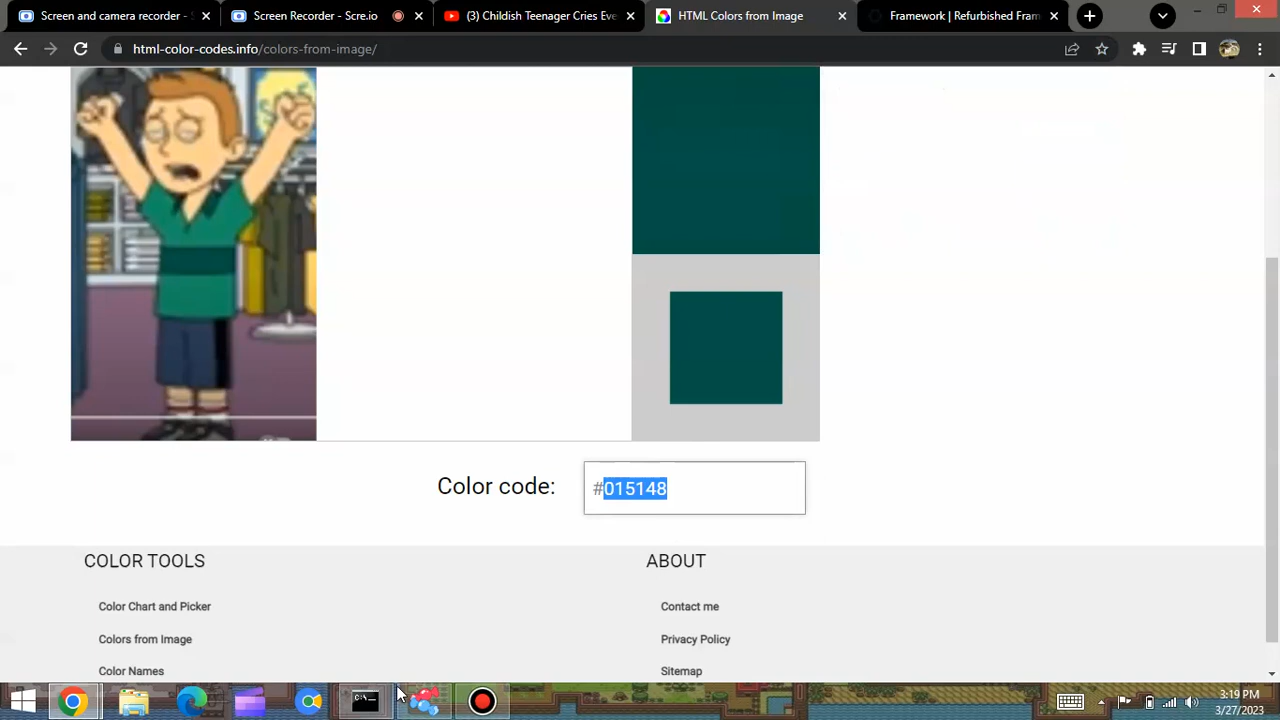 Screen and camera recorder -
Screen Recorder - Scre.io
(3) Childish Teenager Cries Eve
HTML Colors from Image
Framework | Refurbished Fram
html-color-codes.info/colors-from-image/
Color code:
#015148
COLOR TOOLS
ABOUT
Color Chart and Picker
Contact me
Colors from Image
Privacy Policy
Color Names
Sitemap
3:19 PM
3/27/2023